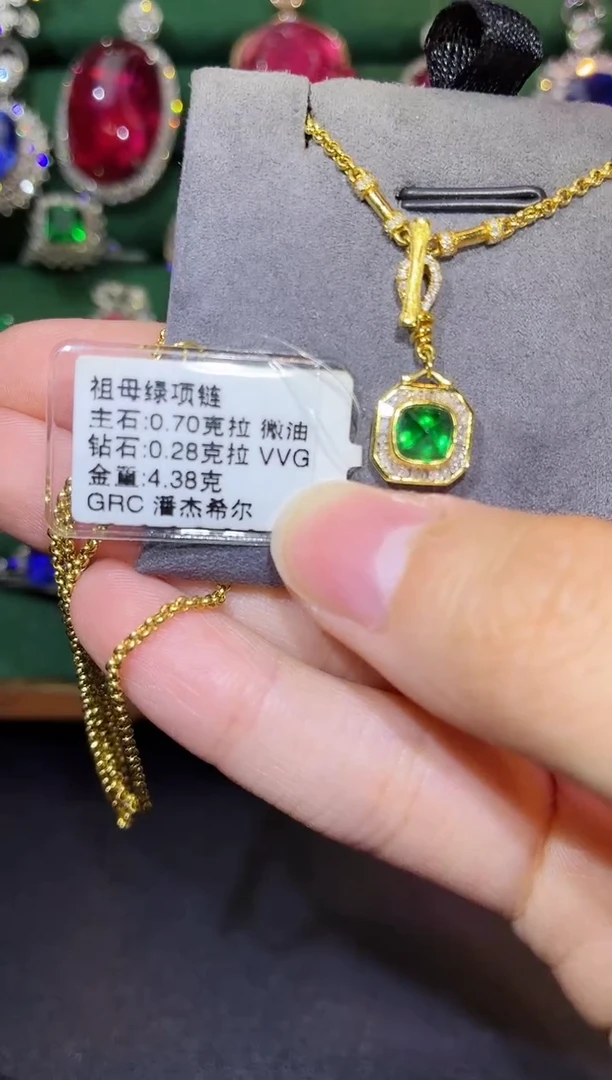 祖母绿项链
主石:0.70克拉 微油
钻石:0.28克拉 VVG
金重:4.38克
GRC 潘杰希尔